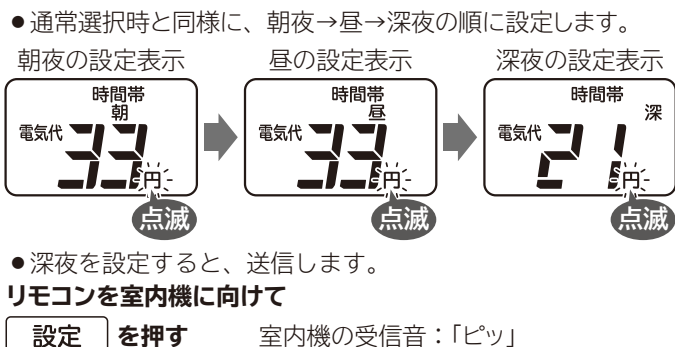 ●通常選択時と同様に、朝夜→昼→深夜の順に設定します。
朝夜の設定表示 昼の設定表示 深夜の設定表示
時間帯 時間帯 時間帯
朝 昼 深
電気代 33 円 電気代 33 円 電気代 21 円
点滅 点滅 点滅
●深夜を設定すると、送信します。
リモコンを室内機に向けて
設定 を押す 室内機の受信音：「ピッ」